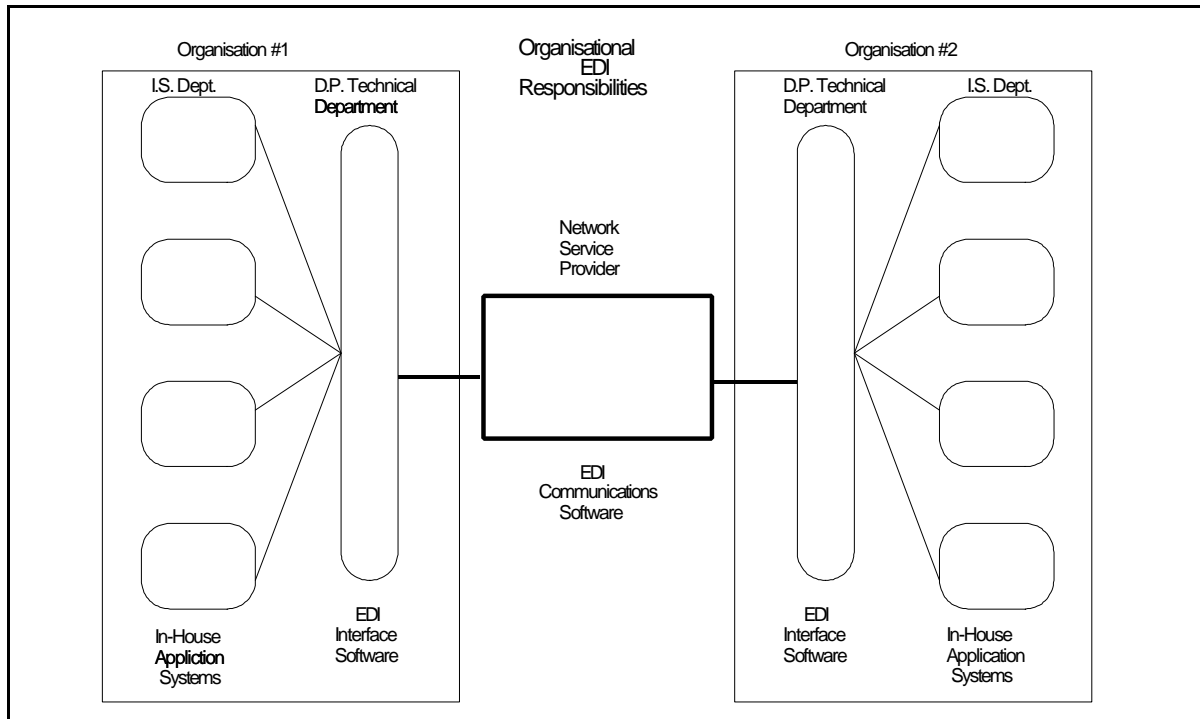 Organisation #1
Organisational
EDI
Responsibilities
Organisation #2
I.S. Dept.
D.P. Technical
Department
D.P. Technical
Department
I.S. Dept.
Network
Service
Provider
EDI
Communications
Software
In-House
Appliction
Systems
EDI
Interface
Software
EDI
Interface
Software
In-House
Application
Systems